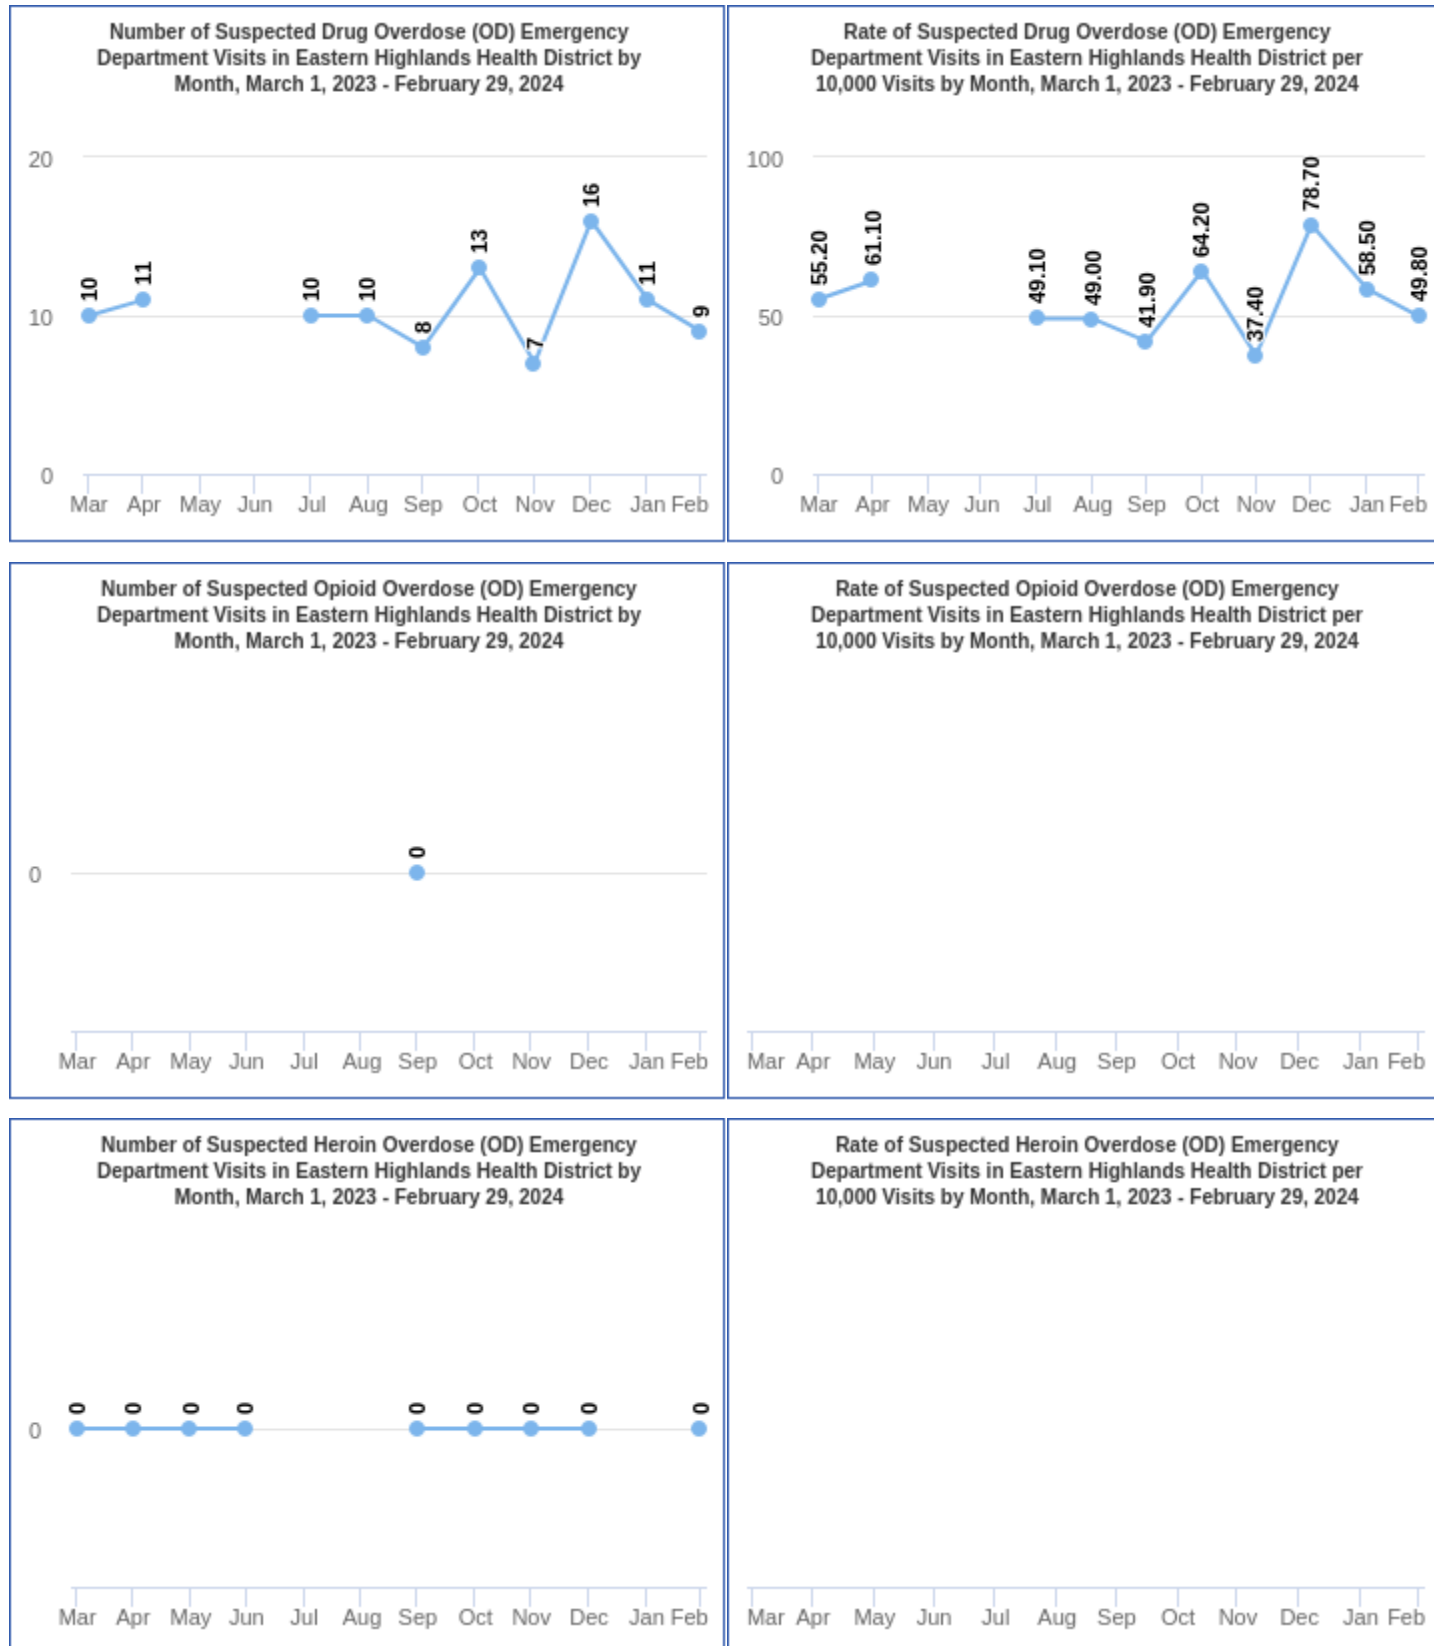 Number of Suspected Drug Overdose (OD) Emergency
Department Visits in Eastern Highlands Health District by
Month, March 1, 2023 - February 29, 2024
20
10
0
10
11
10
10
8
13
7
16
11
9
Mar Apr May Jun Jul Aug Sep Oct Nov Dec Jan Feb
Rate of Suspected Drug Overdose (OD) Emergency
Department Visits in Eastern Highlands Health District per
10,000 Visits by Month, March 1, 2023 - February 29, 2024
100
50
0
55.20
61.10
49.10
49.00
41.90
64.20
37.40
78.70
58.50
49.80
Mar Apr May Jun Jul Aug Sep Oct Nov Dec Jan Feb
Number of Suspected Opioid Overdose (OD) Emergency
Department Visits in Eastern Highlands Health District by
Month, March 1, 2023 - February 29, 2024
0
0
Mar Apr May Jun Jul Aug Sep Oct Nov Dec Jan Feb
Rate of Suspected Opioid Overdose (OD) Emergency
Department Visits in Eastern Highlands Health District per
10,000 Visits by Month, March 1, 2023 - February 29, 2024
Mar Apr May Jun Jul Aug Sep Oct Nov Dec Jan Feb
Number of Suspected Heroin Overdose (OD) Emergency
Department Visits in Eastern Highlands Health District by
Month, March 1, 2023 - February 29, 2024
0
0
0
0
0
0
0
0
0
0
Mar Apr May Jun Jul Aug Sep Oct Nov Dec Jan Feb
Rate of Suspected Heroin Overdose (OD) Emergency
Department Visits in Eastern Highlands Health District per
10,000 Visits by Month, March 1, 2023 - February 29, 2024
Mar Apr May Jun Jul Aug Sep Oct Nov Dec Jan Feb